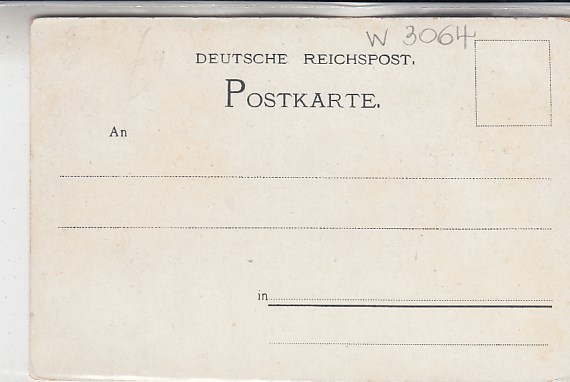 W 3064
DEUTSCHE REICHSPOST.
POSTKARTE.
An
in